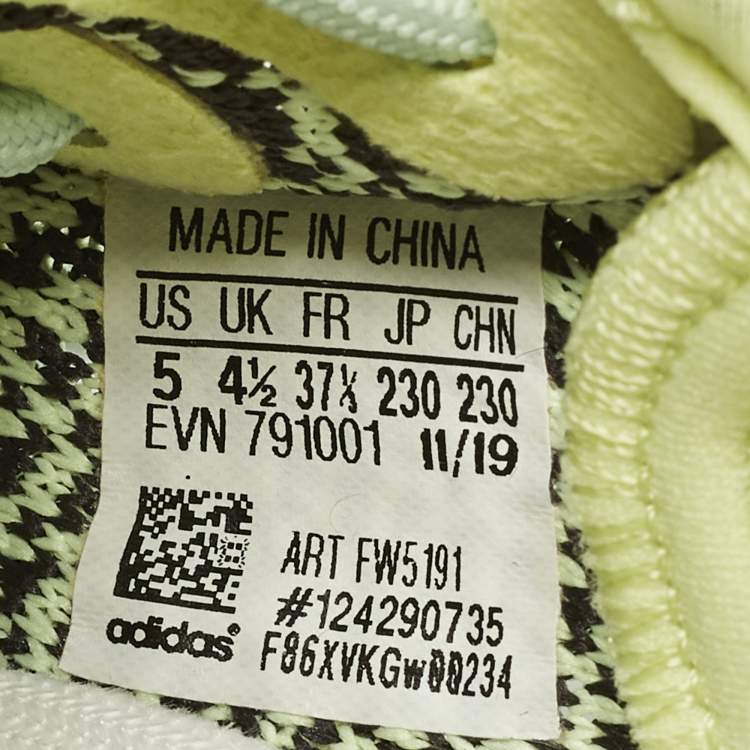 MADE IN CHINA
US UK FR JP CHN
5 4½ 37⅓ 230 230
EVN 791001 11/19
ART FW5191
#124290735
adidas®
F86XVKGw00234